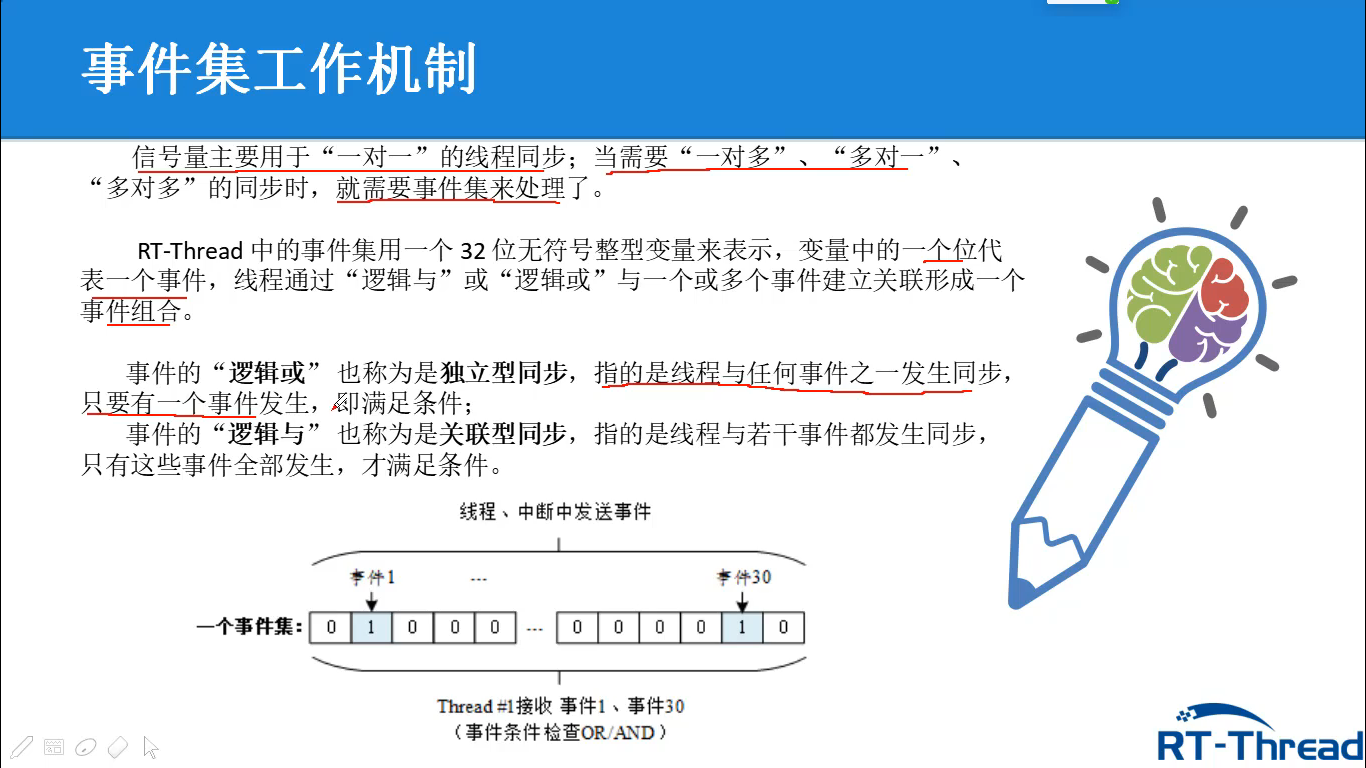 事件集工作机制
信号量主要用于“一对一”的线程同步；当需要“一对多”、“多对一”、
“多对多”的同步时，就需要事件集来处理了。
RT-Thread 中的事件集用一个 32 位无符号整型变量来表示，变量中的一个位代
表一个事件，线程通过“逻辑与”或“逻辑或”与一个或多个事件建立关联形成一个
事件组合。
事件的“逻辑或” 也称为是独立型同步，指的是线程与任何事件之一发生同步，
只要有一个事件发生，即满足条件；
事件的“逻辑与” 也称为是关联型同步，指的是线程与若干事件都发生同步，
只有这些事件全部发生，才满足条件。
线程、中断中发送事件
事件1 ... 事件30
一个事件集: 0 1 0 0 0 ... 0 0 0 0 1 0
Thread #1接收 事件1、事件30
（事件条件检查OR/AND）
RT-Thread